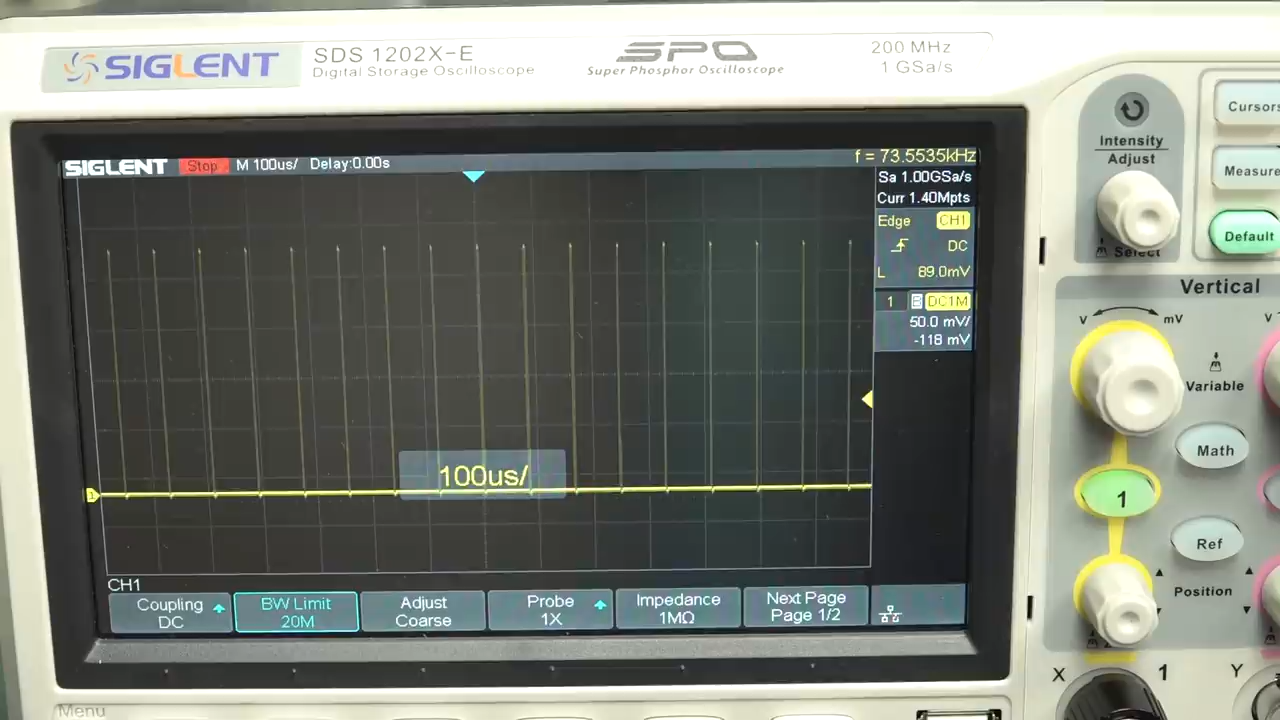 SIGLENT
SDS 1202X-E
Digital Storage Oscilloscope
SPO
Super Phosphor Oscilloscope
200 MHz
1 GSa/s
SIGLENT Stop M 100us/ Delay:0.00s
f = 73.5535kHz
Sa 1.00GSa/s
Curr 1.40Mpts
Edge CH1
DC
L 89.0mV
1 B DC1M
50.0 mV/
-118 mV
100us/
1
CH1
Coupling
DC
BW Limit
20M
Adjust
Coarse
Probe
1X
Impedance
1MΩ
Next Page
Page 1/2
Menu
Intensity
Adjust
Select
Cursors
Measure
Default
Vertical
V mV
V
Variable
Math
1
Ref
Position
X 1 Y